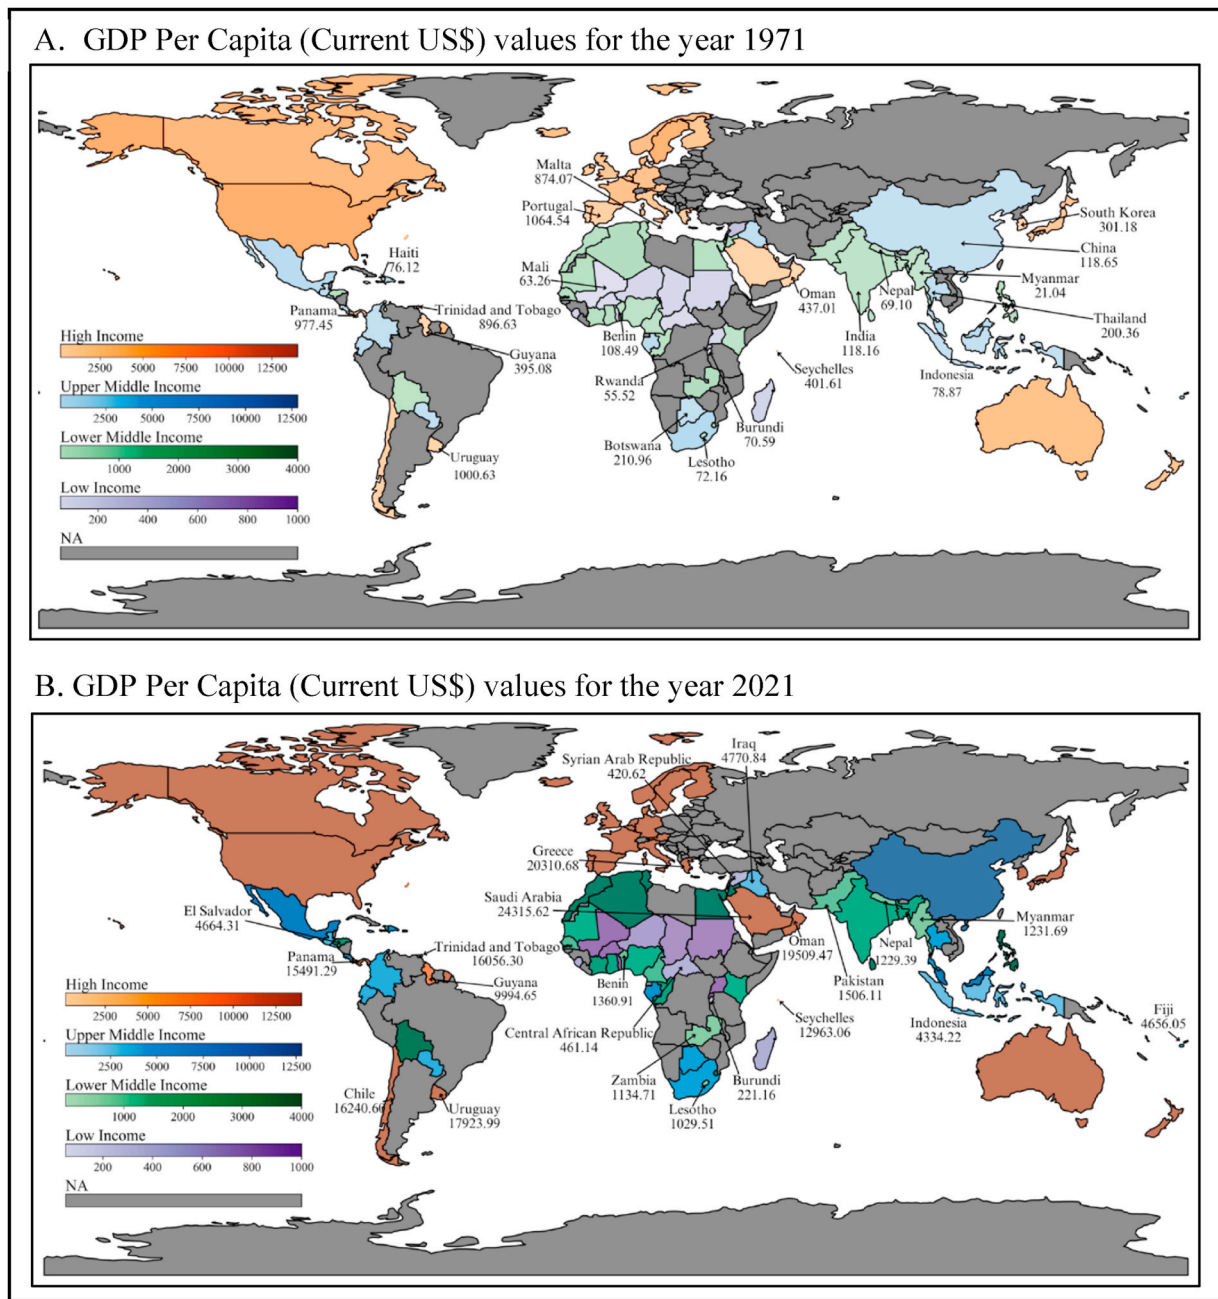 A. GDP Per Capita (Current US$) values for the year 1971
Malta
874.07
Portugal
1064.54
South Korea
301.18
Haiti
76.12
China
118.65
Mali
63.26
Myanmar
21.04
Nepal
69.10
Oman
437.01
Panama
977.45
Trinidad and Tobago
896.63
Thailand
200.36
High Income
2500 5000 7500 10000 12500
Benin
108.49
India
118.16
Guyana
395.08
Seychelles
401.61
Indonesia
78.87
Rwanda
55.52
Upper Middle Income
2500 5000 7500 10000 12500
Burundi
70.59
Lower Middle Income
1000 2000 3000 4000
Botswana
210.96
Uruguay
1000.63
Lesotho
72.16
Low Income
200 400 600 800 1000
NA
B. GDP Per Capita (Current US$) values for the year 2021
Iraq
4770.84
Syrian Arab Republic
420.62
Greece
20310.68
Saudi Arabia
24315.62
El Salvador
4664.31
Myanmar
1231.69
Oman
19509.47
Nepal
1229.39
Trinidad and Tobago
16056.30
Panama
15491.29
Guyana
9994.65
Benin
1360.91
Pakistan
1506.11
High Income
2500 5000 7500 10000 12500
Seychelles
12963.06
Indonesia
4334.22
Fiji
4656.05
Central African Republic
461.14
Upper Middle Income
2500 5000 7500 10000 12500
Zambia
1134.71
Burundi
221.16
Lower Middle Income
1000 2000 3000 4000
Chile
16240.66
Uruguay
17923.99
Lesotho
1029.51
Low Income
200 400 600 800 1000
NA